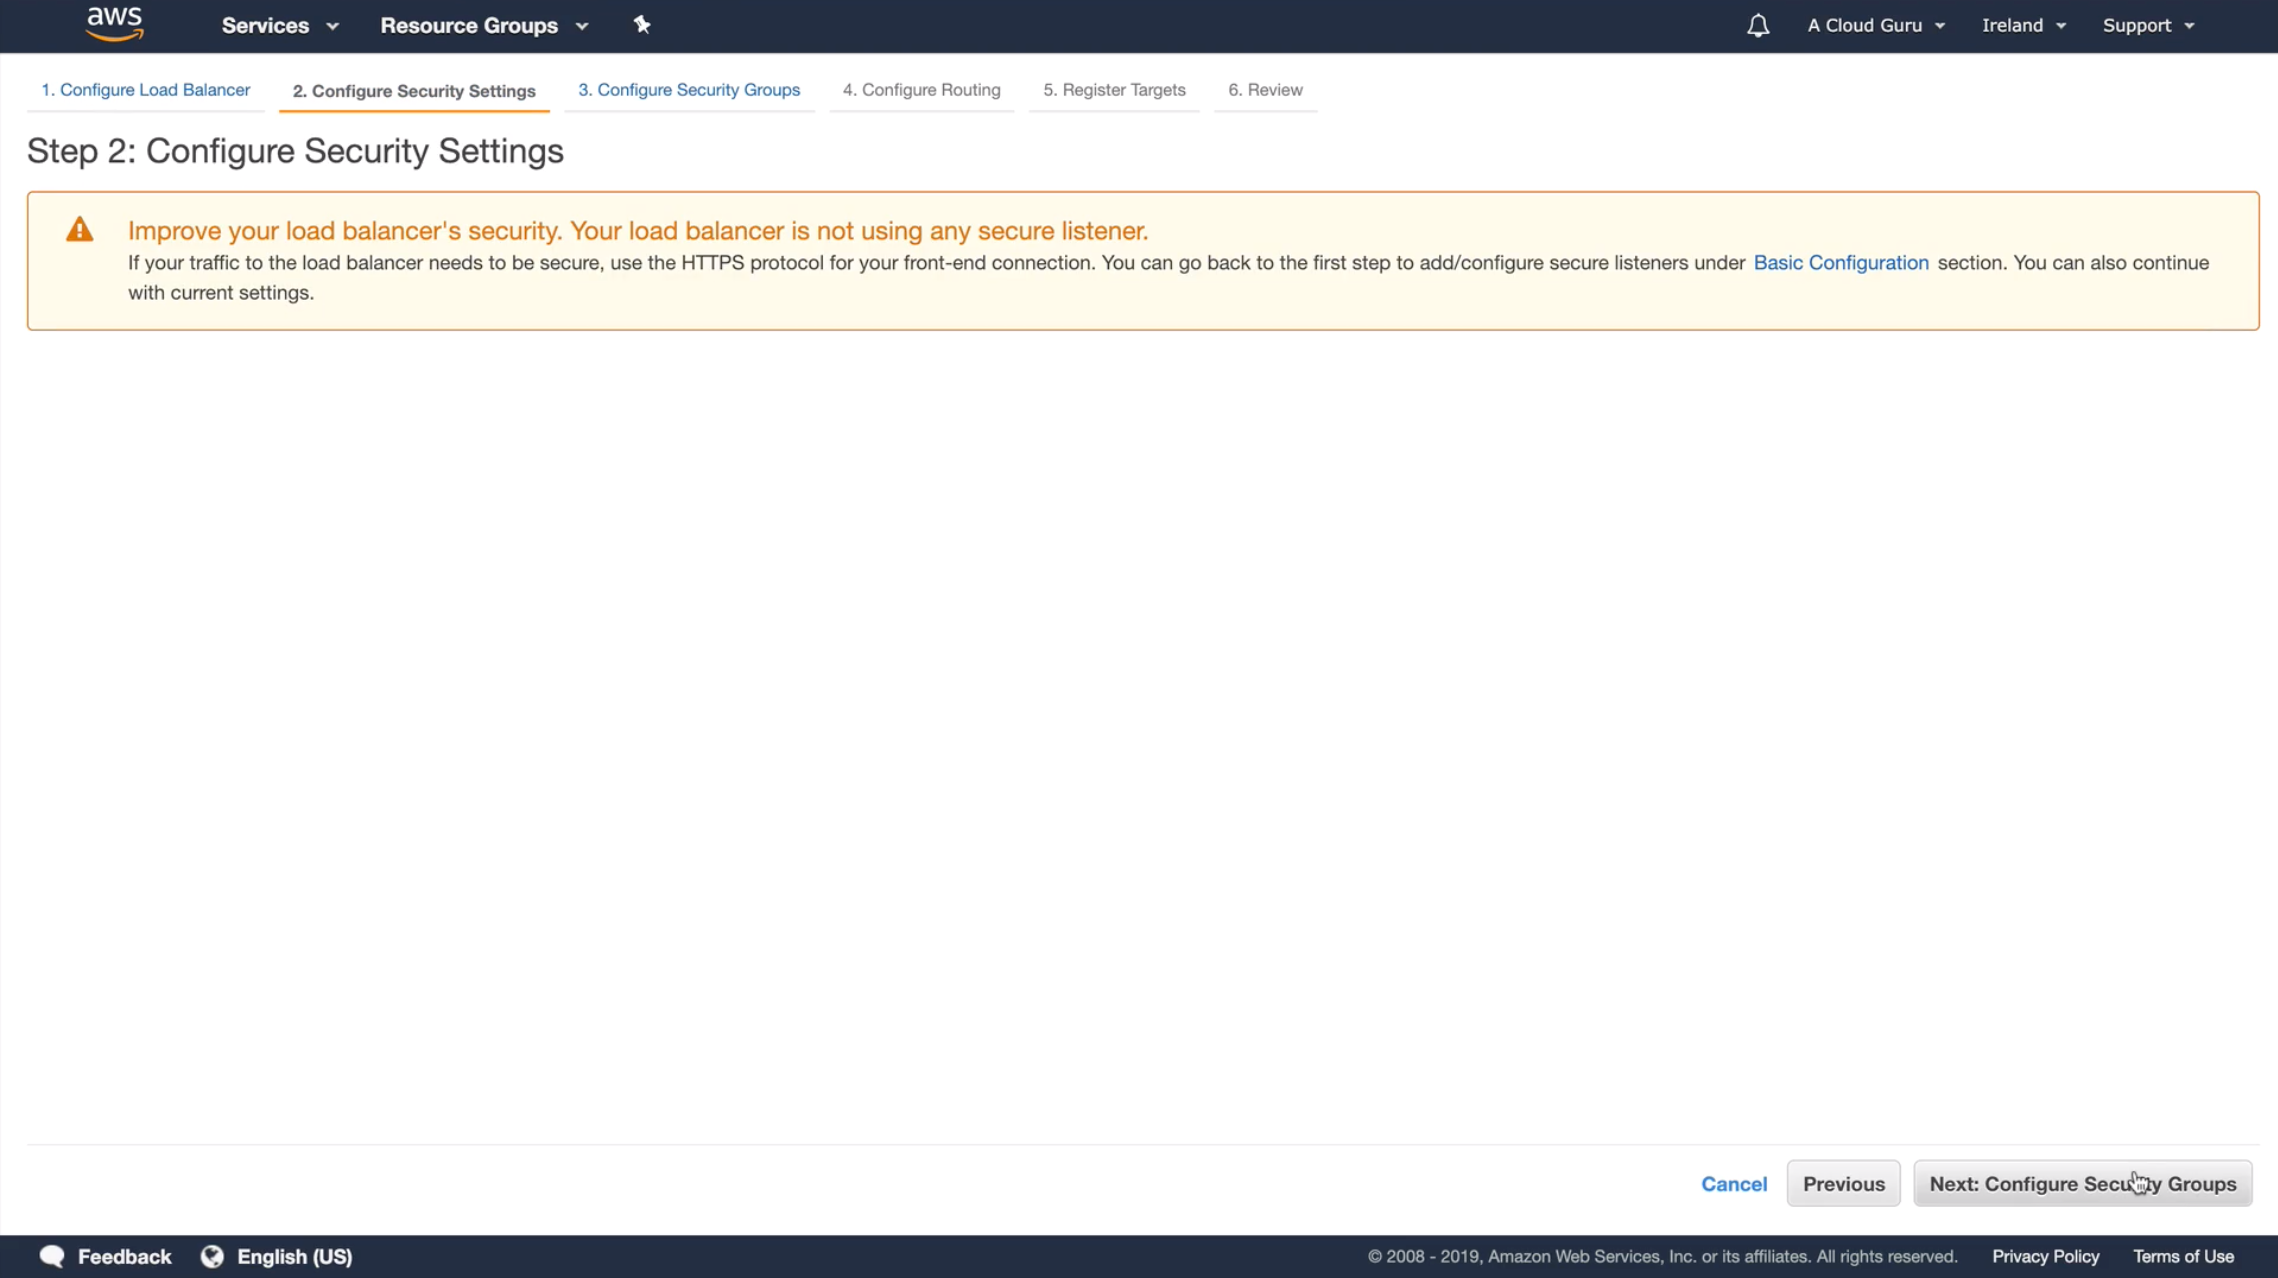 aws
Services
Resource Groups
A Cloud Guru
Ireland
Support
1. Configure Load Balancer
2. Configure Security Settings
3. Configure Security Groups
4. Configure Routing
5. Register Targets
6. Review
Step 2: Configure Security Settings
Improve your load balancer's security. Your load balancer is not using any secure listener.
If your traffic to the load balancer needs to be secure, use the HTTPS protocol for your front-end connection. You can go back to the first step to add/configure secure listeners under Basic Configuration section. You can also continue
with current settings.
Cancel
Previous
Next: Configure Security Groups
Feedback
English (US)
© 2008 - 2019, Amazon Web Services, Inc. or its affiliates. All rights reserved.
Privacy Policy
Terms of Use